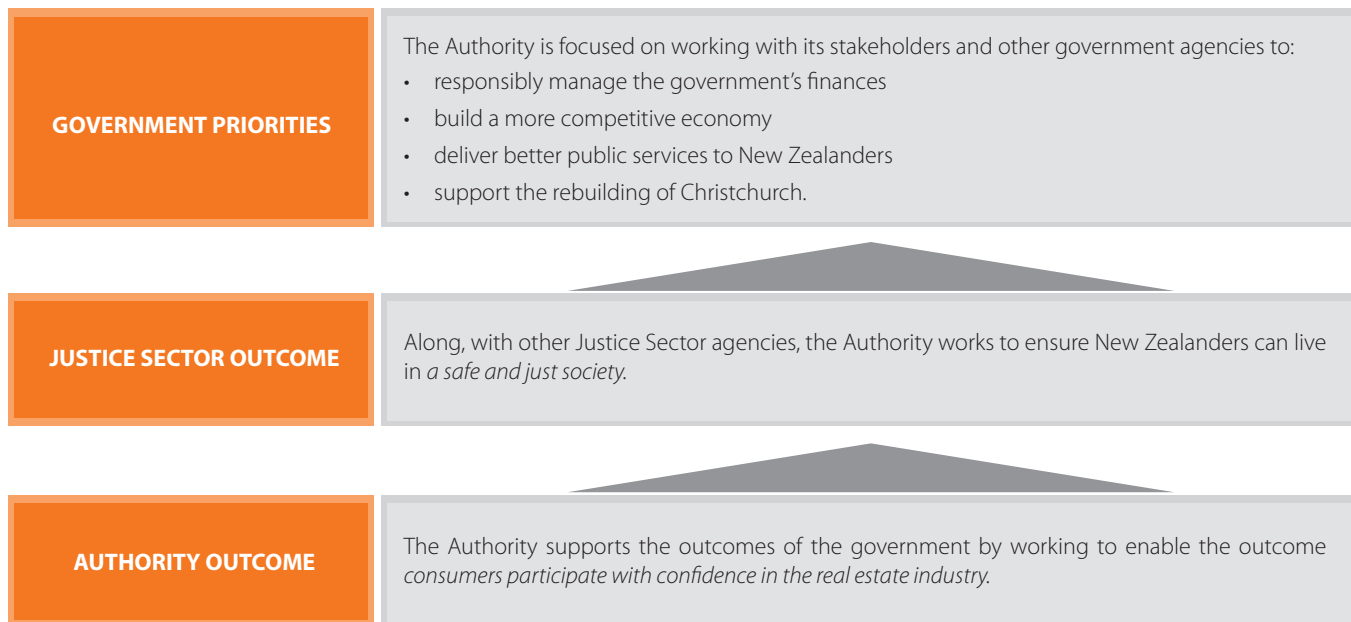 GOVERNMENT PRIORITIES
The Authority is focused on working with its stakeholders and other government agencies to:
• responsibly manage the government’s finances
• build a more competitive economy
• deliver better public services to New Zealanders
• support the rebuilding of Christchurch.
JUSTICE SECTOR OUTCOME
Along, with other Justice Sector agencies, the Authority works to ensure New Zealanders can live
in a safe and just society.
AUTHORITY OUTCOME
The Authority supports the outcomes of the government by working to enable the outcome
consumers participate with confidence in the real estate industry.